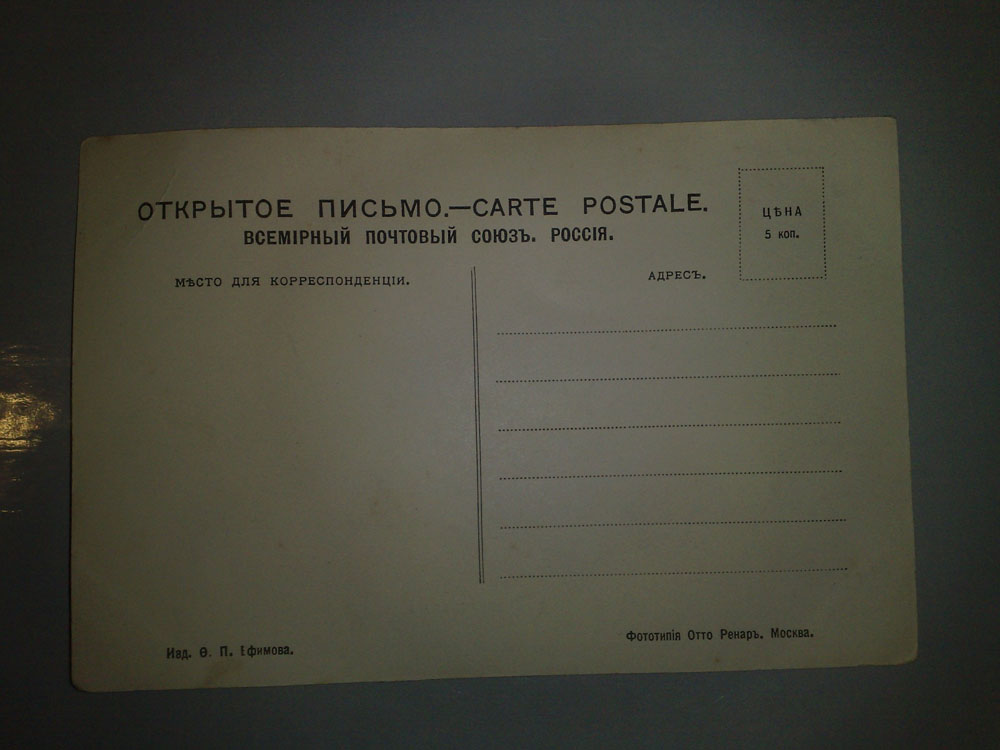 ОТКРЫТОЕ ПИСЬМО.—CARTE POSTALE.
ВСЕМІРНЫЙ ПОЧТОВЫЙ СОЮЗЪ. РОССІЯ.
ЦѢНА
5 коп.
МѢСТО ДЛЯ КОРРЕСПОНДЕНЦІИ.
АДРЕСЪ.
Изд. Ѳ. П. Ефимова.
Фототипія Отто Ренаръ. Москва.